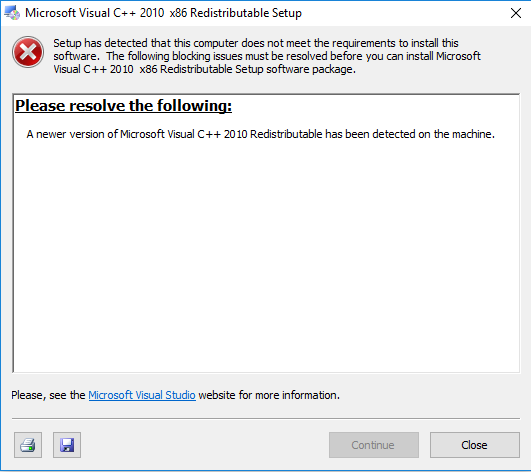 Microsoft Visual C++ 2010  x86 Redistributable Setup
Setup has detected that this computer does not meet the requirements to install this
software.  The following blocking issues must be resolved before you can install Microsoft
Visual C++ 2010  x86 Redistributable Setup software package.
Please resolve the following:
A newer version of Microsoft Visual C++ 2010 Redistributable has been detected on the machine.
Please, see the Microsoft Visual Studio website for more information.
Continue
Close